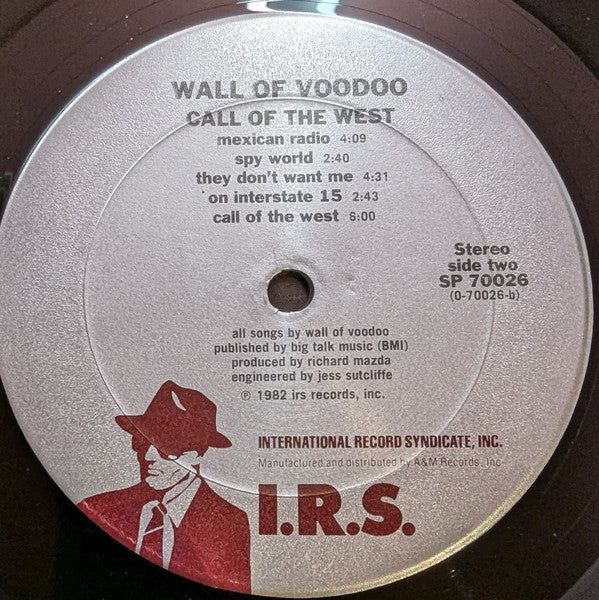 WALL OF VOODOO
CALL OF THE WEST
mexican radio 4:09
spy world 2:40
they don't want me 4:31
on interstate 15 2:43
call of the west 6:00
Stereo
side two
SP 70026
(0-70026-b)
all songs by wall of voodoo
published by big talk music (BMI)
produced by richard mazda
engineered by jess sutcliffe
℗ 1982 irs records, inc.
INTERNATIONAL RECORD SYNDICATE, INC.
Manufactured and distributed by A&M Records, Inc.
I.R.S.